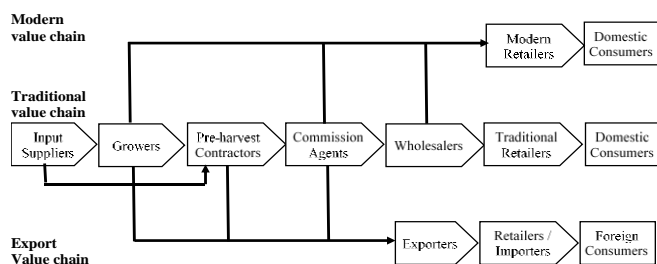 Modern
value chain
Modern
Retailers
Domestic
Consumers
Traditional
value chain
Input
Suppliers
Growers
Pre-harvest
Contractors
Commission
Agents
Wholesalers
Traditional
Retailers
Domestic
Consumers
Export
Value chain
Exporters
Retailers /
Importers
Foreign
Consumers